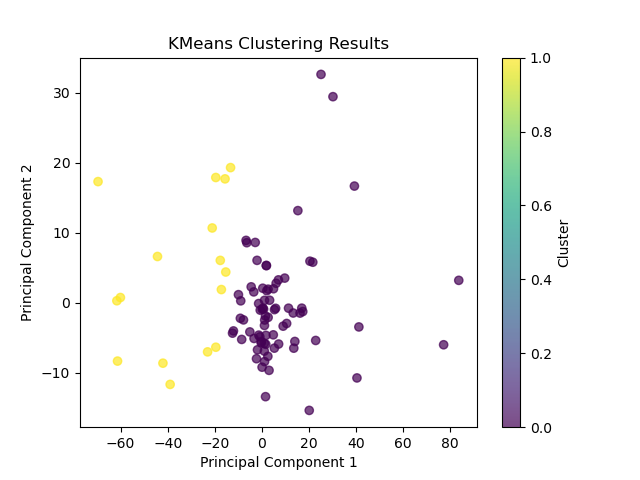 KMeans Clustering Results
Principal Component 2
30
20
10
0
−10
−60 −40 −20 0 20 40 60 80
Principal Component 1
1.0
0.8
0.6
0.4
0.2
0.0
Cluster